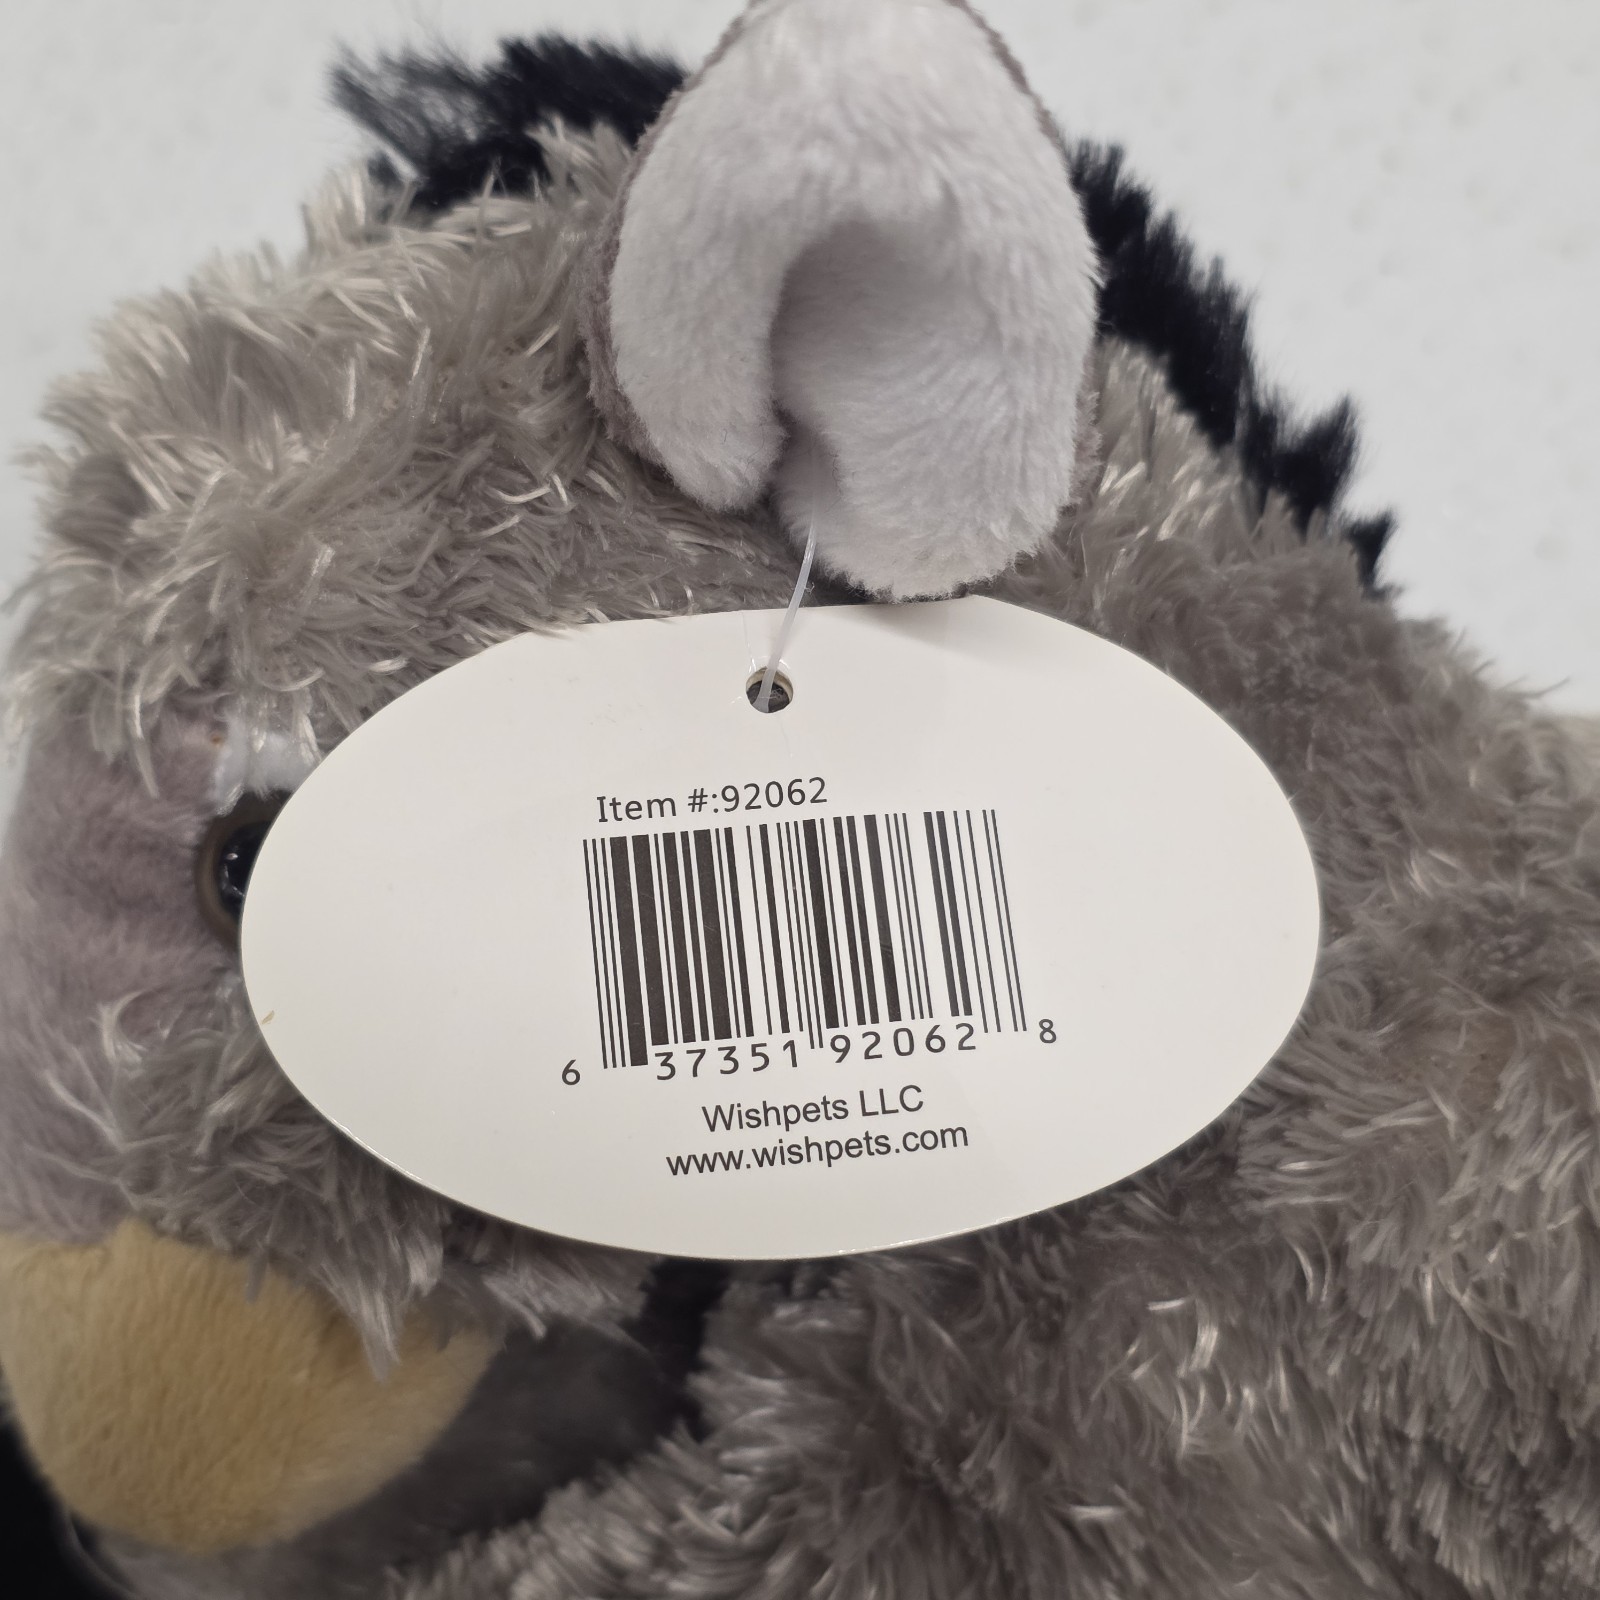 Item #:92062
6 37351 92062 8
Wishpets LLC
www.wishpets.com